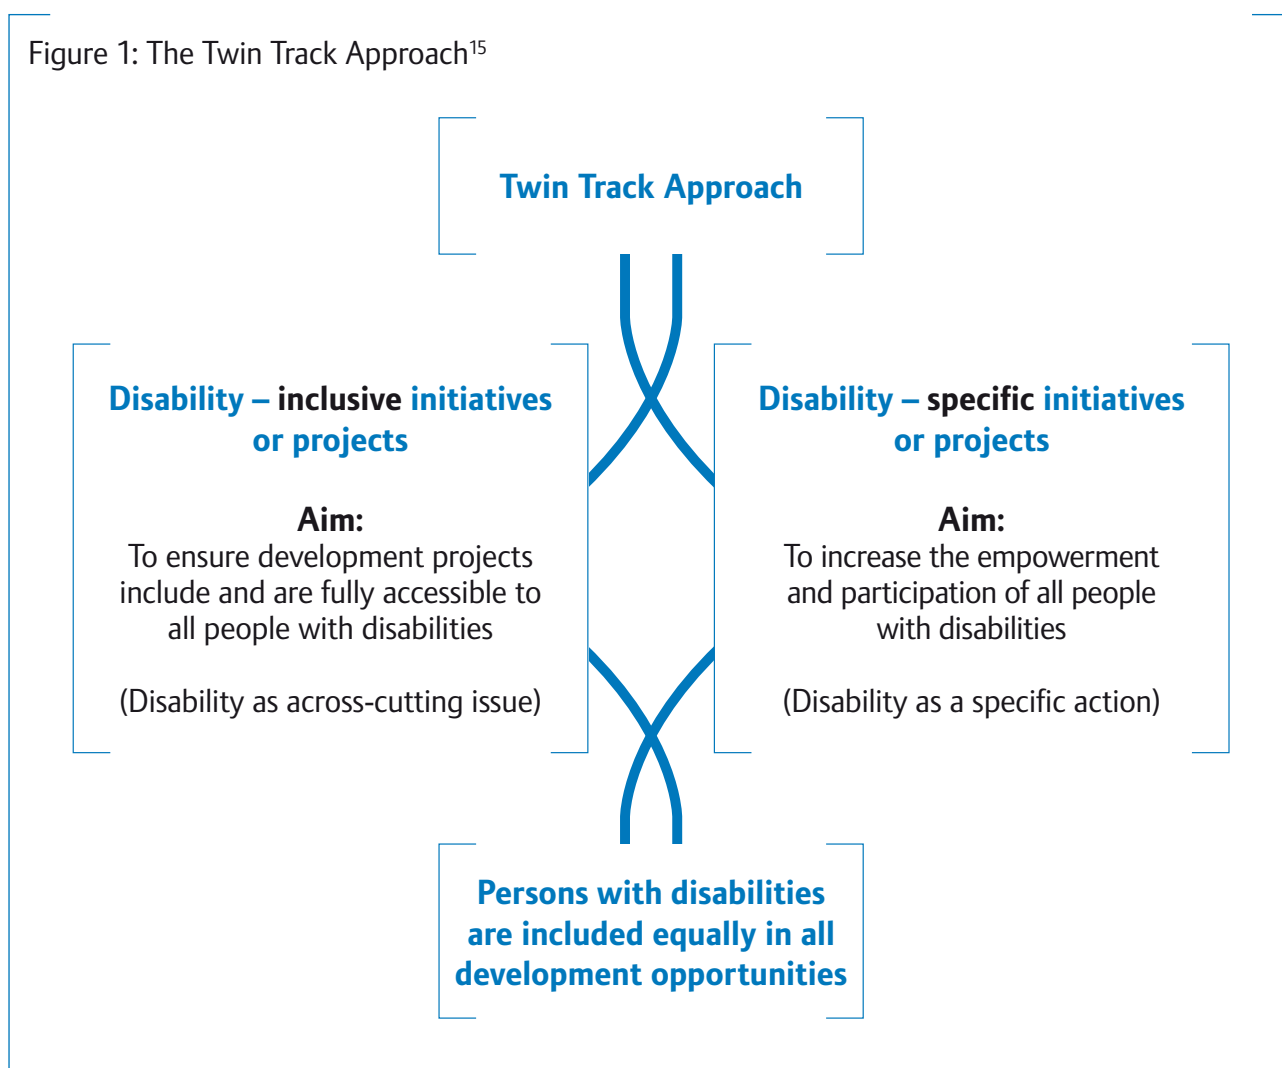 Figure 1: The Twin Track Approach¹⁵
Twin Track Approach
Disability – inclusive initiatives
or projects
Aim:
To ensure development projects
include and are fully accessible to
all people with disabilities
(Disability as across-cutting issue)
Disability – specific initiatives
or projects
Aim:
To increase the empowerment
and participation of all people
with disabilities
(Disability as a specific action)
Persons with disabilities
are included equally in all
development opportunities